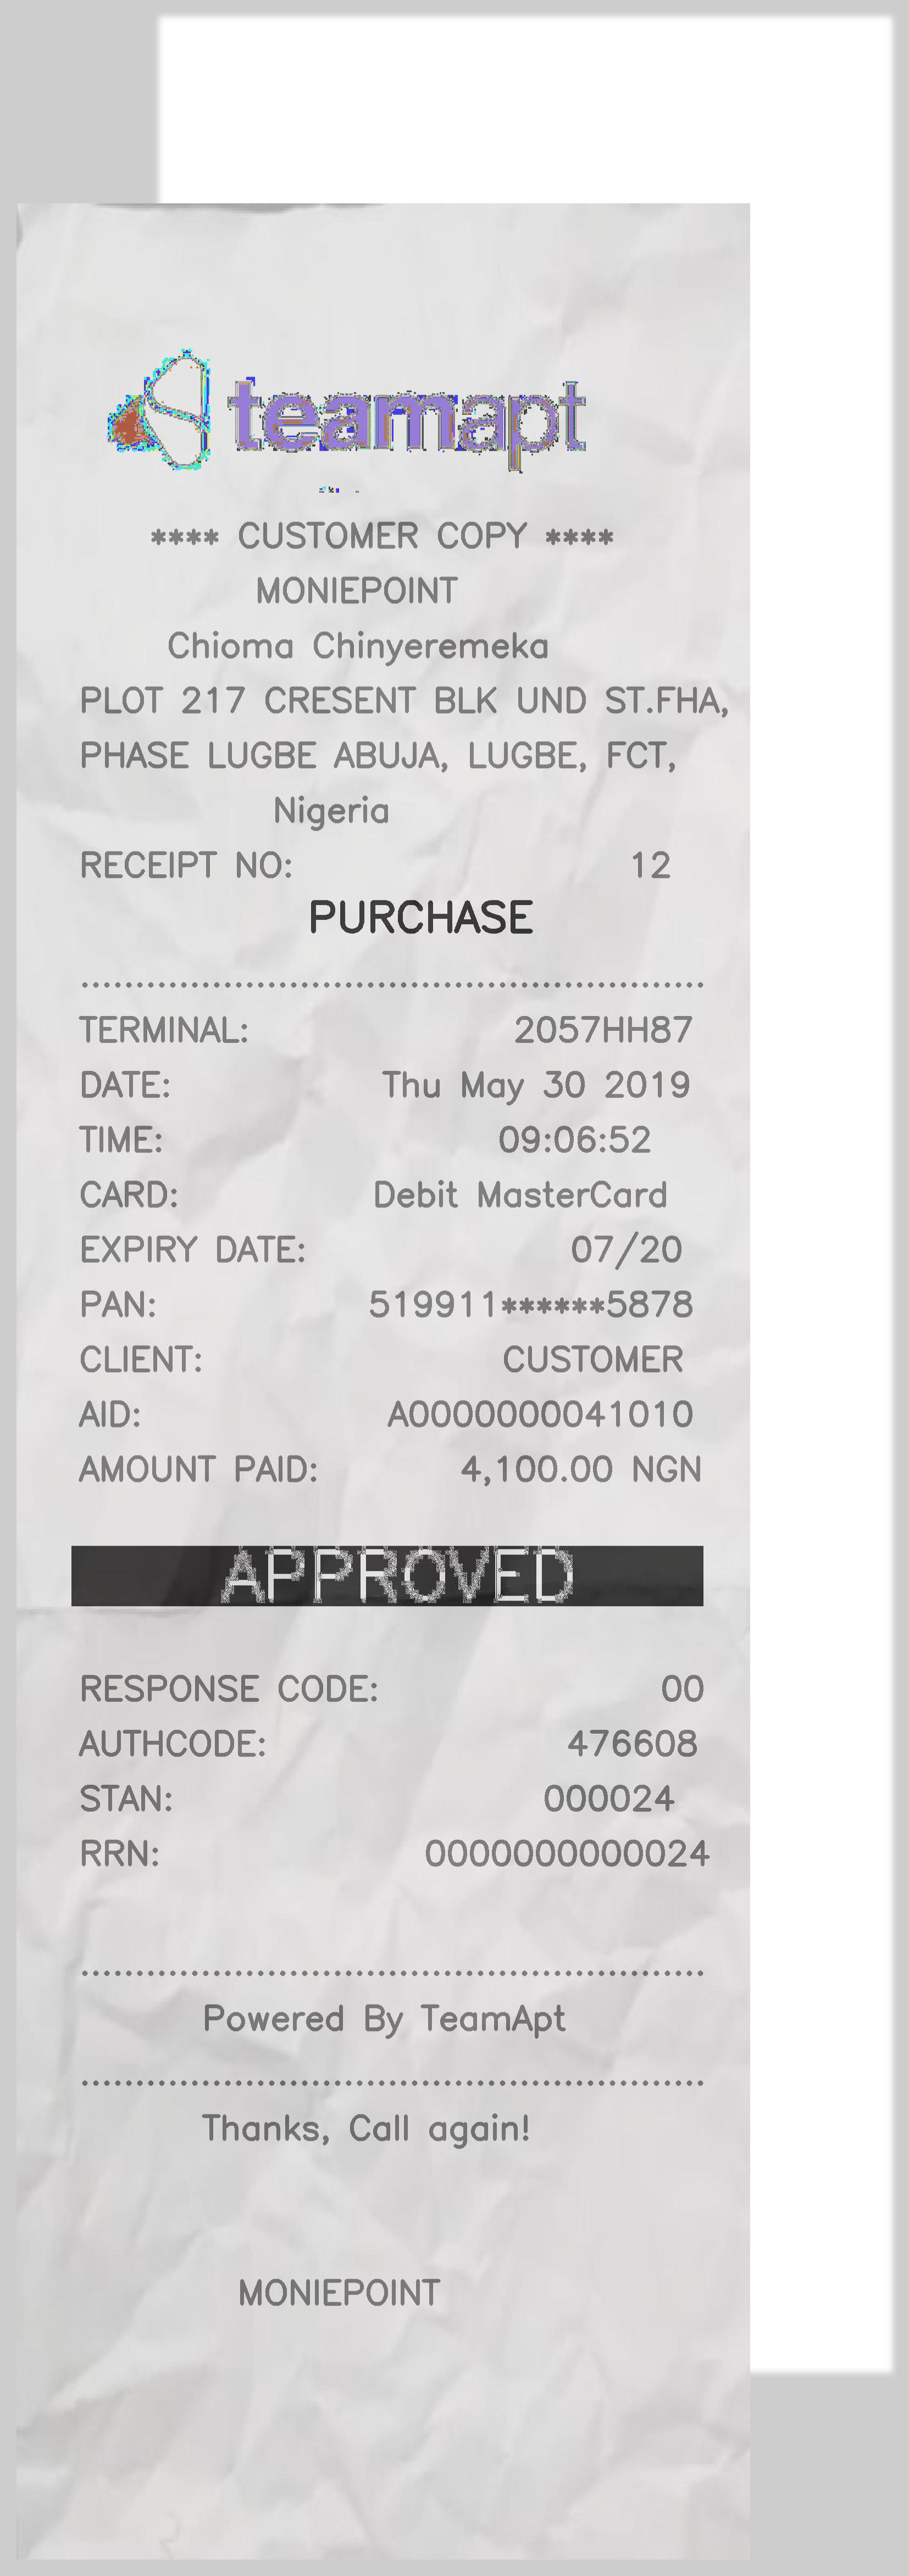 teamapt
**** CUSTOMER COPY ****
MONIEPOINT
Chioma Chinyeremeka
PLOT 217 CRESENT BLK UND ST.FHA,
PHASE LUGBE ABUJA, LUGBE, FCT,
Nigeria
RECEIPT NO: 12
PURCHASE
TERMINAL: 2057HH87
DATE: Thu May 30 2019
TIME: 09:06:52
CARD: Debit MasterCard
EXPIRY DATE: 07/20
PAN: 519911******5878
CLIENT: CUSTOMER
AID: A0000000041010
AMOUNT PAID: 4,100.00 NGN
APPROVED
RESPONSE CODE: 00
AUTHCODE: 476608
STAN: 000024
RRN: 0000000000024
Powered By TeamApt
Thanks, Call again!
MONIEPOINT